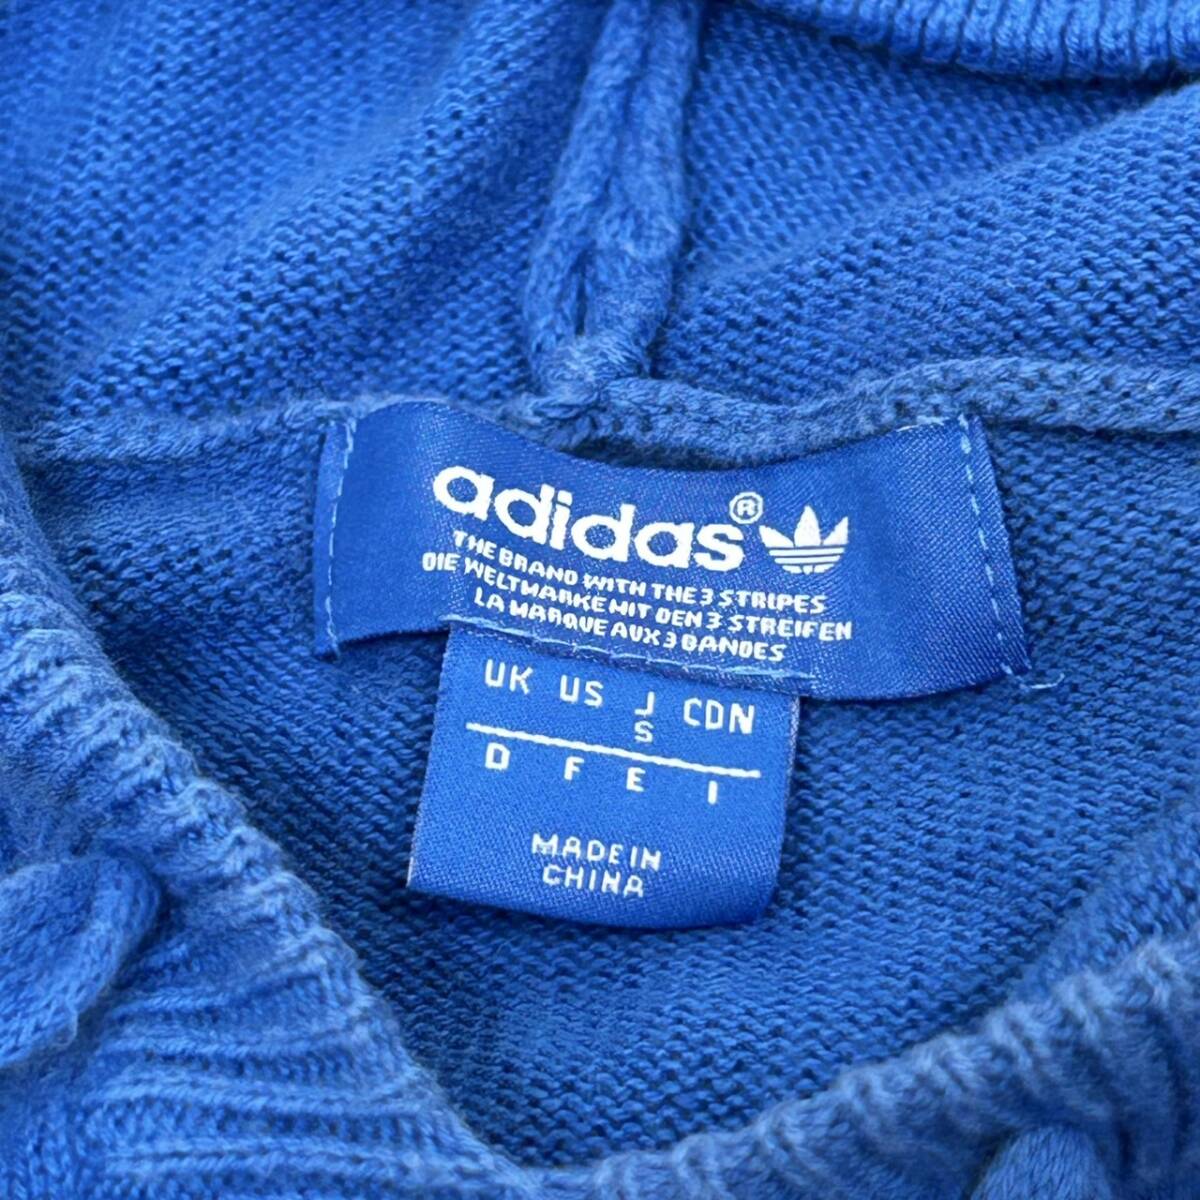 adidas®
THE BRAND WITH THE 3 STRIPES
DIE WELTMARKE MIT DEN 3 STREIFEN
LA MARQUE AUX 3 BANDES
UK US J CDN
S
D F E I
MADE IN
CHINA